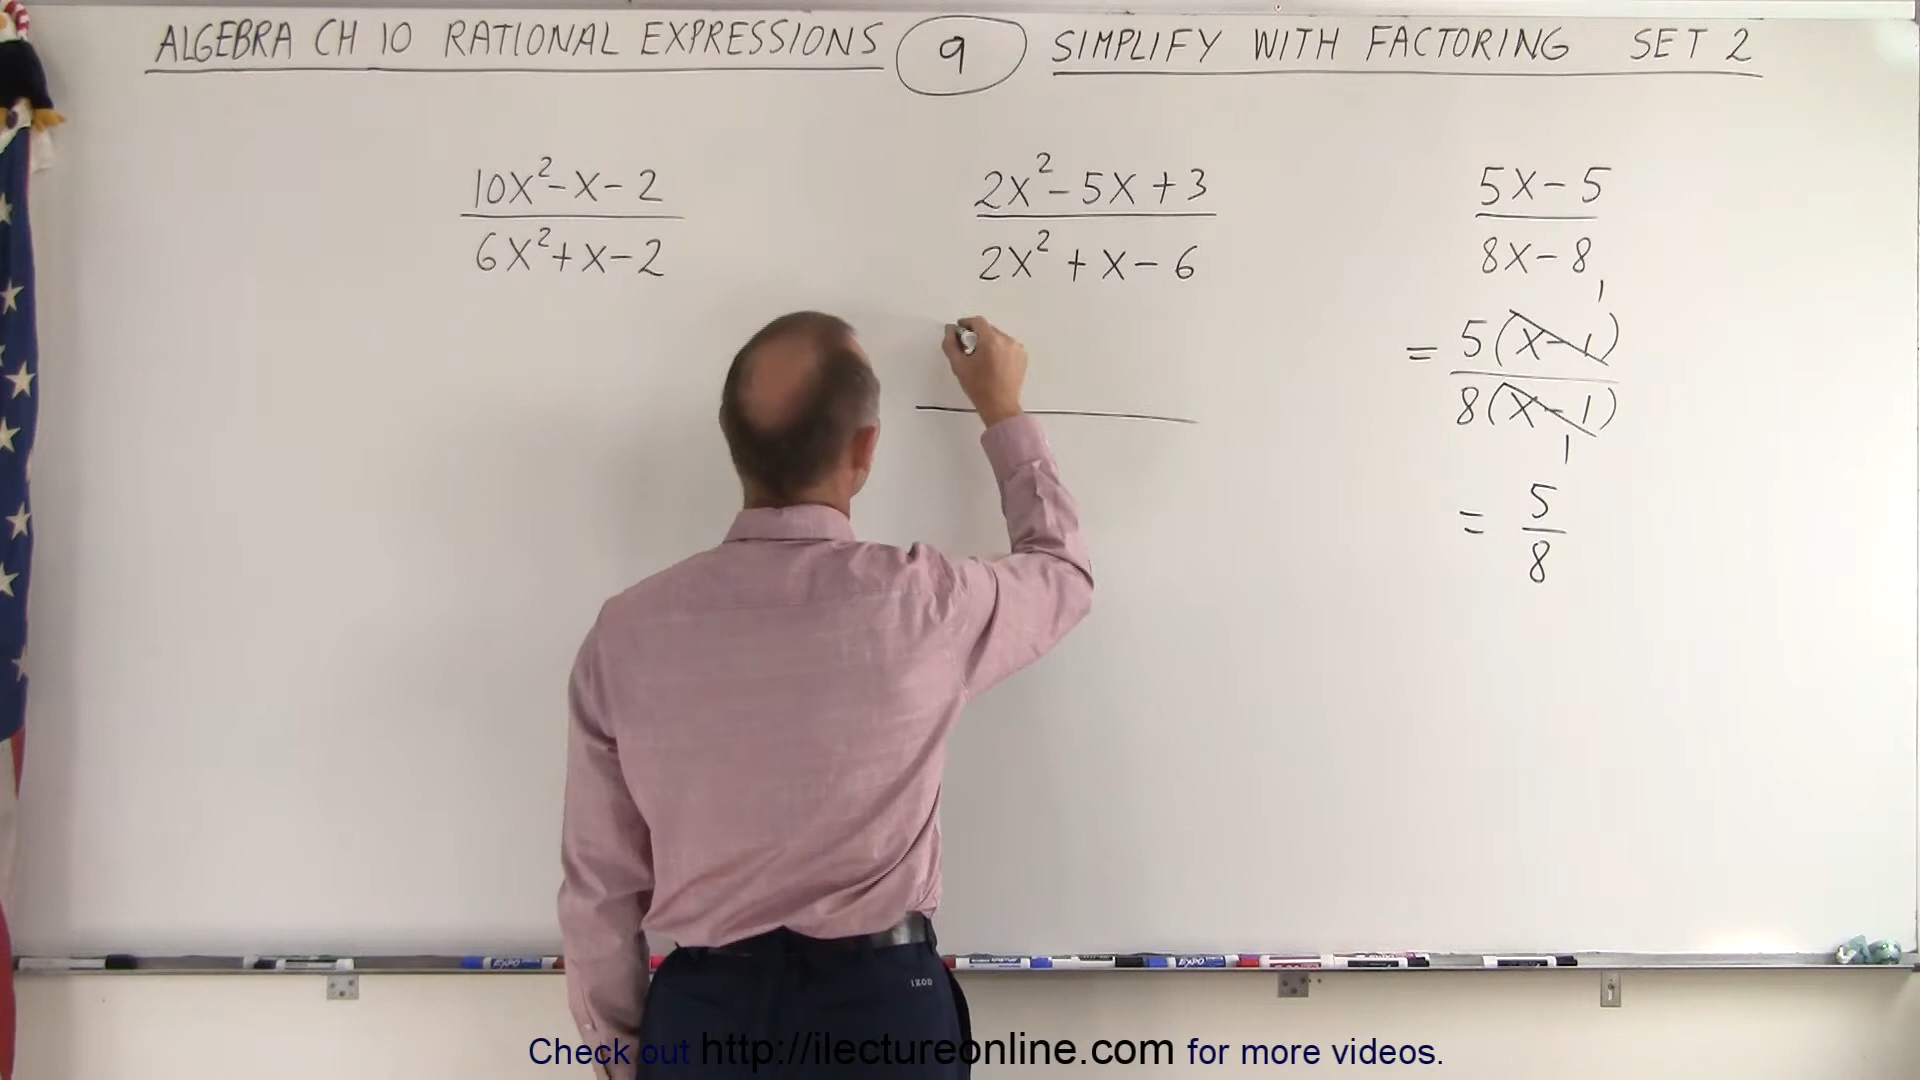 ALGEBRA CH 10 RATIONAL EXPRESSIONS 9 SIMPLIFY WITH FACTORING SET 2
10x²-x-2
6x²+x-2
2x²-5x+3
2x²+x-6
5x-5
8x-8
1
= 5(x-1)
8(x-1)
1
= 5
8
IZOD
Check out http://ilectureonline.com for more videos.